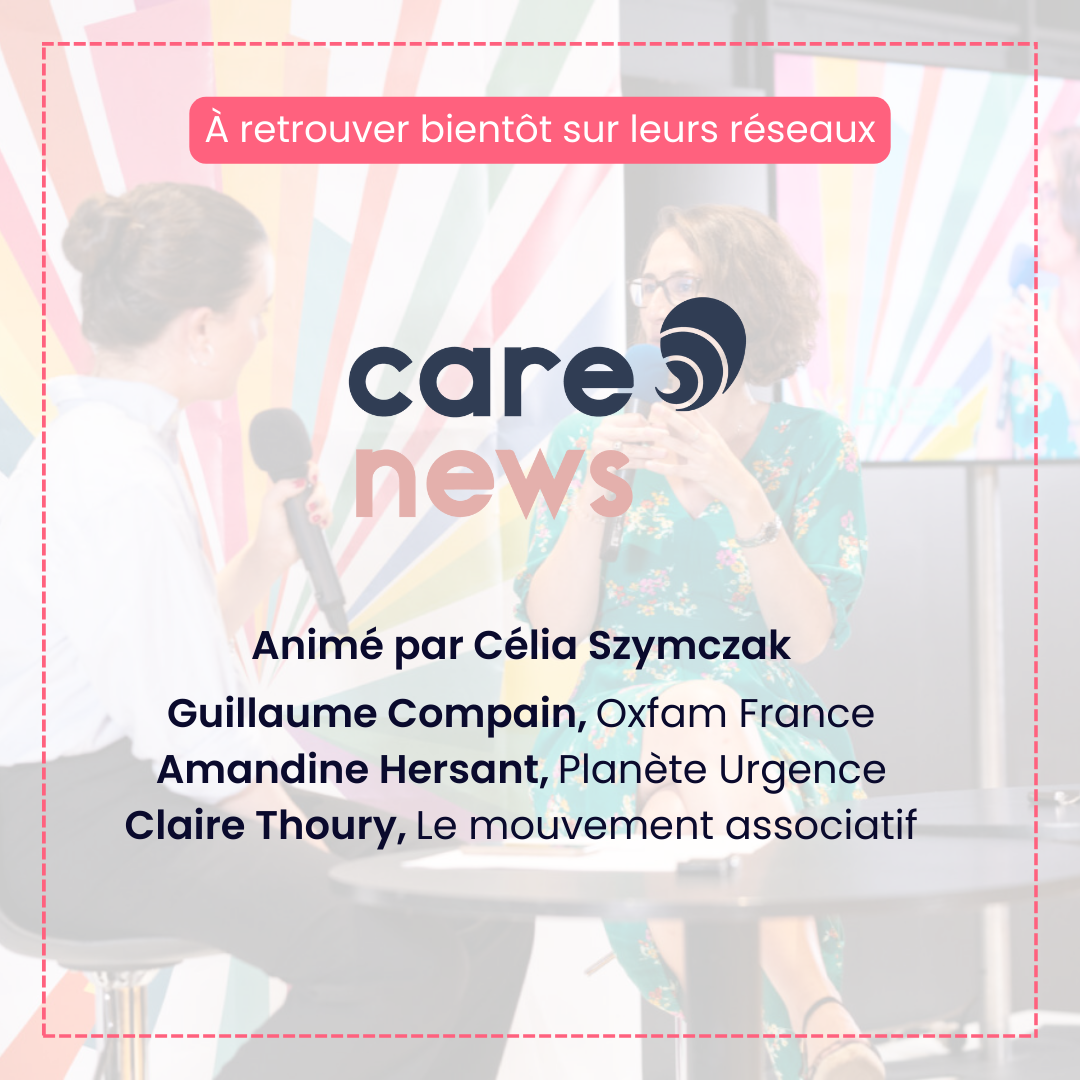 À retrouver bientôt sur leurs réseaux
care
news
Animé par Célia Szymczak
Guillaume Compain, Oxfam France
Amandine Hersant, Planète Urgence
Claire Thoury, Le mouvement associatif